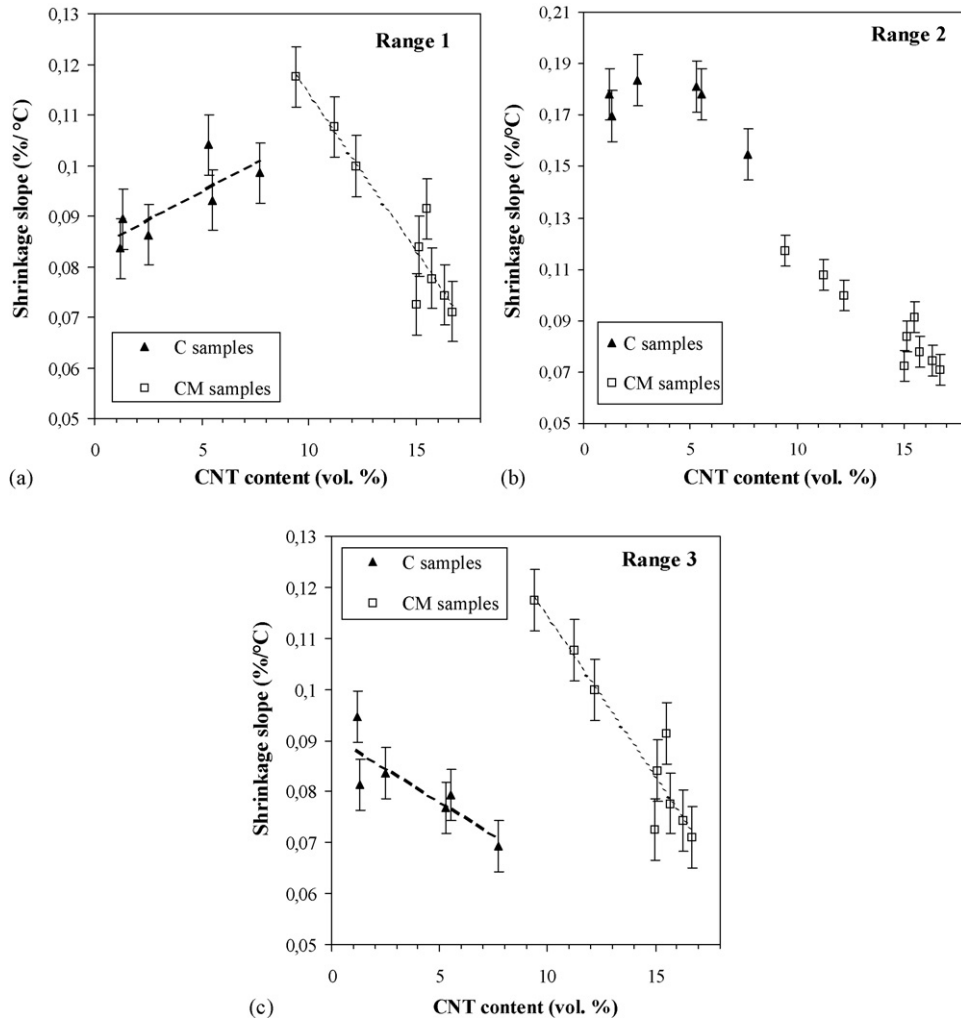 0,13
0,12
0,11
0,1
0,09
0,08
0,07
0,06
0,05
Shrinkage slope (%/ °C)
Range 1
C samples
CM samples
0 5 10 15
CNT content (vol. %)
(a)
0,21
0,19
0,17
0,15
0,13
0,11
0,09
0,07
0,05
Shrinkage slope (%/°C)
Range 2
C samples
CM samples
0 5 10 15
CNT content (vol. %)
(b)
0,13
0,12
0,11
0,1
0,09
0,08
0,07
0,06
0,05
Shrinkage slope (%/°C)
C samples
CM samples
Range 3
0 5 10 15
CNT content (vol. %)
(c)